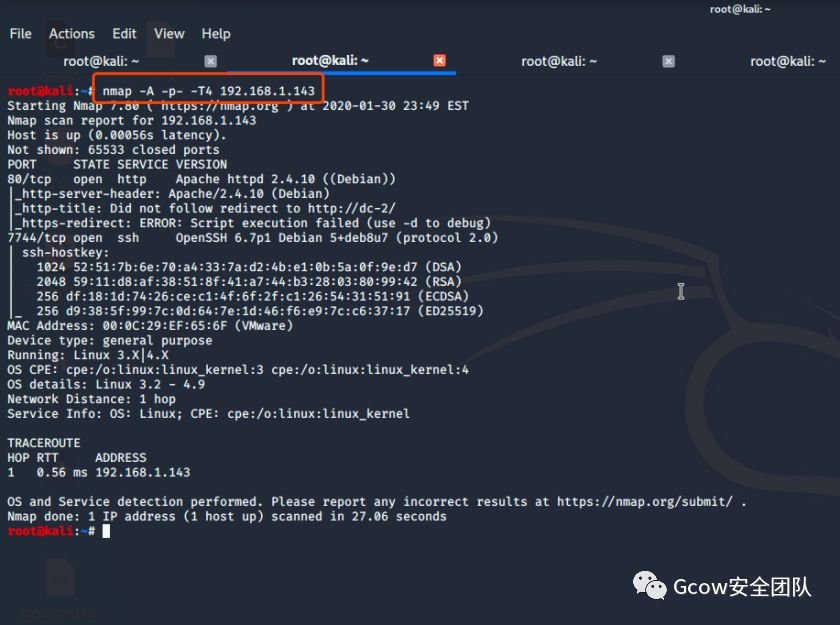 root@kali: ~
File Actions Edit View Help
root@kali: ~ root@kali: ~ root@kali: ~ root@kali: ~
root@kali:~# nmap -A -p- -T4 192.168.1.143
Starting Nmap 7.80 ( https://nmap.org ) at 2020-01-30 23:49 EST
Nmap scan report for 192.168.1.143
Host is up (0.00056s latency).
Not shown: 65533 closed ports
PORT     STATE SERVICE VERSION
80/tcp   open  http    Apache httpd 2.4.10 ((Debian))
|_http-server-header: Apache/2.4.10 (Debian)
|_http-title: Did not follow redirect to http://dc-2/
|_https-redirect: ERROR: Script execution failed (use -d to debug)
7744/tcp open  ssh     OpenSSH 6.7p1 Debian 5+deb8u7 (protocol 2.0)
| ssh-hostkey:
|   1024 52:51:7b:6e:70:a4:33:7a:d2:4b:e1:0b:5a:0f:9e:d7 (DSA)
|   2048 59:11:d8:af:38:51:8f:41:a7:44:b3:28:03:80:99:42 (RSA)
|   256 df:18:1d:74:26:ce:c1:4f:6f:2f:c1:26:54:31:51:91 (ECDSA)
|_  256 d9:38:5f:99:7c:0d:64:7e:1d:46:f6:e9:7c:c6:37:17 (ED25519)
MAC Address: 00:0C:29:EF:65:6F (VMware)
Device type: general purpose
Running: Linux 3.X|4.X
OS CPE: cpe:/o:linux:linux_kernel:3 cpe:/o:linux:linux_kernel:4
OS details: Linux 3.2 - 4.9
Network Distance: 1 hop
Service Info: OS: Linux; CPE: cpe:/o:linux:linux_kernel
TRACEROUTE
HOP RTT     ADDRESS
1   0.56 ms 192.168.1.143
OS and Service detection performed. Please report any incorrect results at https://nmap.org/submit/ .
Nmap done: 1 IP address (1 host up) scanned in 27.06 seconds
root@kali:~#
Gcow安全团队